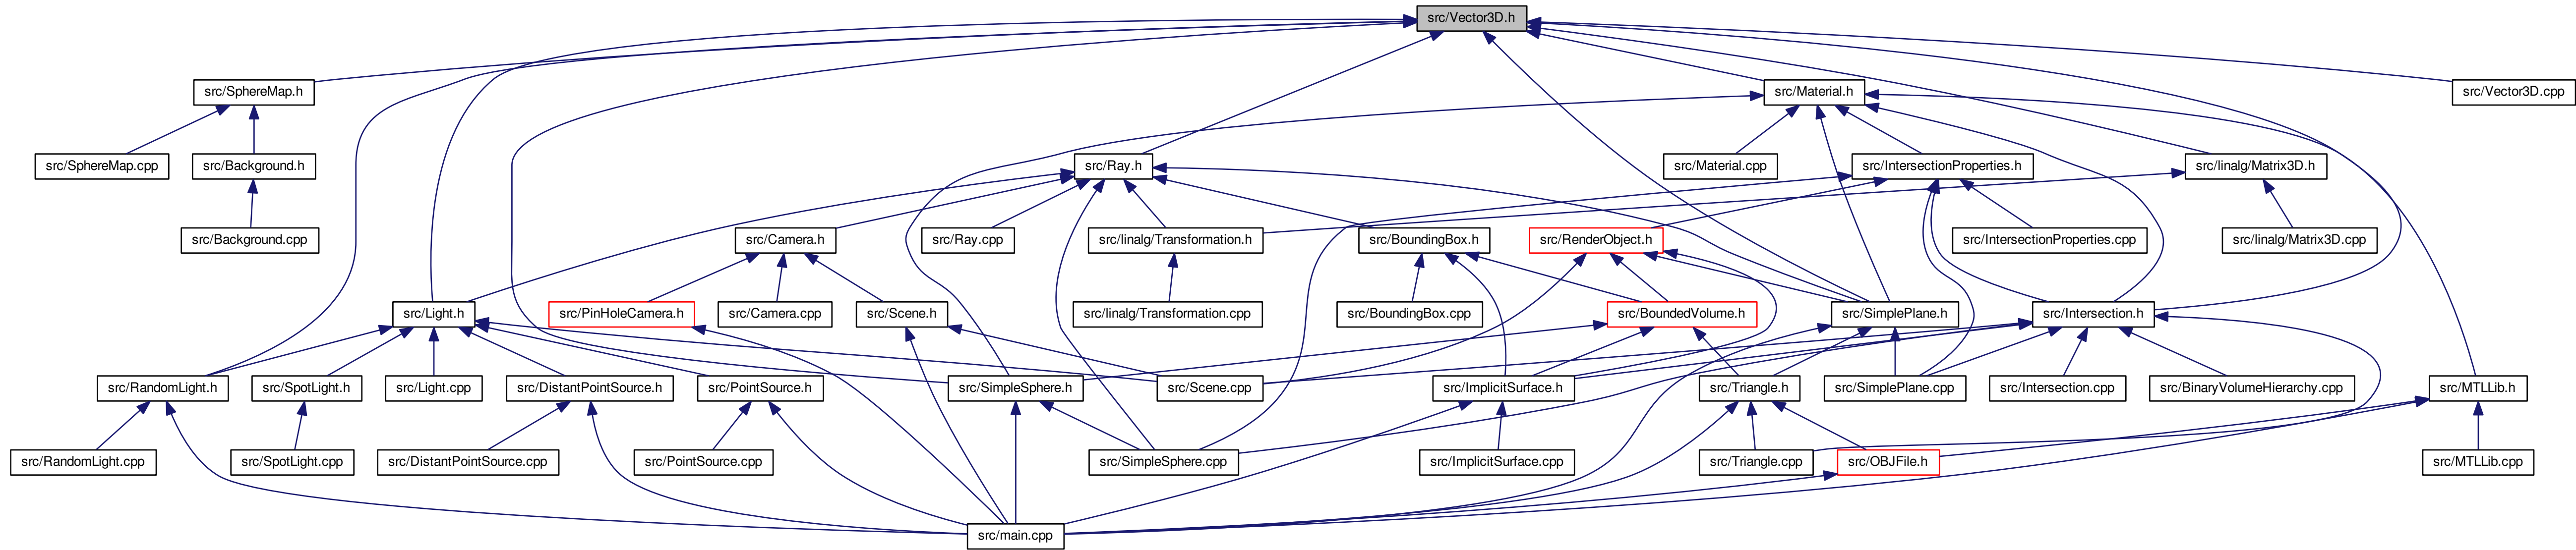 src/Vector3D.h
src/SphereMap.h
src/Material.h
src/Vector3D.cpp
src/SphereMap.cpp
src/Background.h
src/Ray.h
src/Material.cpp
src/IntersectionProperties.h
src/linalg/Matrix3D.h
src/Background.cpp
src/Camera.h
src/Ray.cpp
src/linalg/Transformation.h
src/BoundingBox.h
src/RenderObject.h
src/IntersectionProperties.cpp
src/linalg/Matrix3D.cpp
src/Light.h
src/PinHoleCamera.h
src/Camera.cpp
src/Scene.h
src/linalg/Transformation.cpp
src/BoundingBox.cpp
src/BoundedVolume.h
src/SimplePlane.h
src/Intersection.h
src/RandomLight.h
src/SpotLight.h
src/Light.cpp
src/DistantPointSource.h
src/PointSource.h
src/SimpleSphere.h
src/Scene.cpp
src/ImplicitSurface.h
src/Triangle.h
src/SimplePlane.cpp
src/Intersection.cpp
src/BinaryVolumeHierarchy.cpp
src/MTLLib.h
src/RandomLight.cpp
src/SpotLight.cpp
src/DistantPointSource.cpp
src/PointSource.cpp
src/SimpleSphere.cpp
src/ImplicitSurface.cpp
src/Triangle.cpp
src/OBJFile.h
src/MTLLib.cpp
src/main.cpp